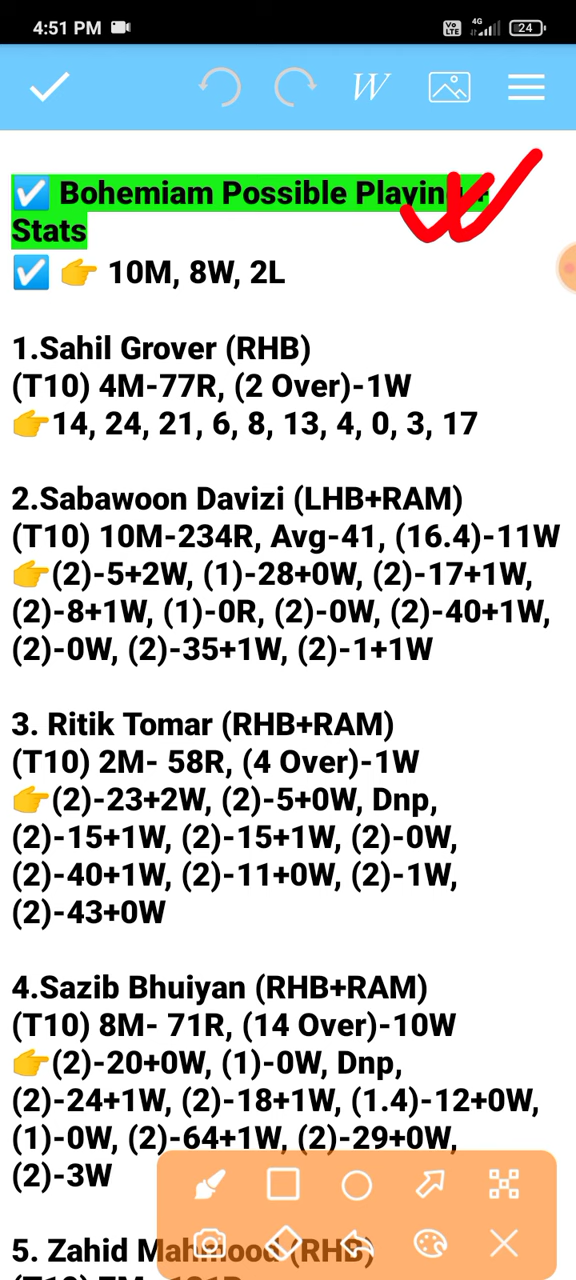 4:51 PM
Vo LTE 4G 24
W
✅ Bohemiam Possible Playing +
Stats
✅ 👉 10M, 8W, 2L
1.Sahil Grover (RHB)
(T10) 4M-77R, (2 Over)-1W
👉14, 24, 21, 6, 8, 13, 4, 0, 3, 17
2.Sabawoon Davizi (LHB+RAM)
(T10) 10M-234R, Avg-41, (16.4)-11W
👉(2)-5+2W, (1)-28+0W, (2)-17+1W,
(2)-8+1W, (1)-0R, (2)-0W, (2)-40+1W,
(2)-0W, (2)-35+1W, (2)-1+1W
3. Ritik Tomar (RHB+RAM)
(T10) 2M- 58R, (4 Over)-1W
👉(2)-23+2W, (2)-5+0W, Dnp,
(2)-15+1W, (2)-15+1W, (2)-0W,
(2)-40+1W, (2)-11+0W, (2)-1W,
(2)-43+0W
4.Sazib Bhuiyan (RHB+RAM)
(T10) 8M- 71R, (14 Over)-10W
👉(2)-20+0W, (1)-0W, Dnp,
(2)-24+1W, (2)-18+1W, (1.4)-12+0W,
(1)-0W, (2)-64+1W, (2)-29+0W,
(2)-3W
5. Zahid Mahmood (RHB)